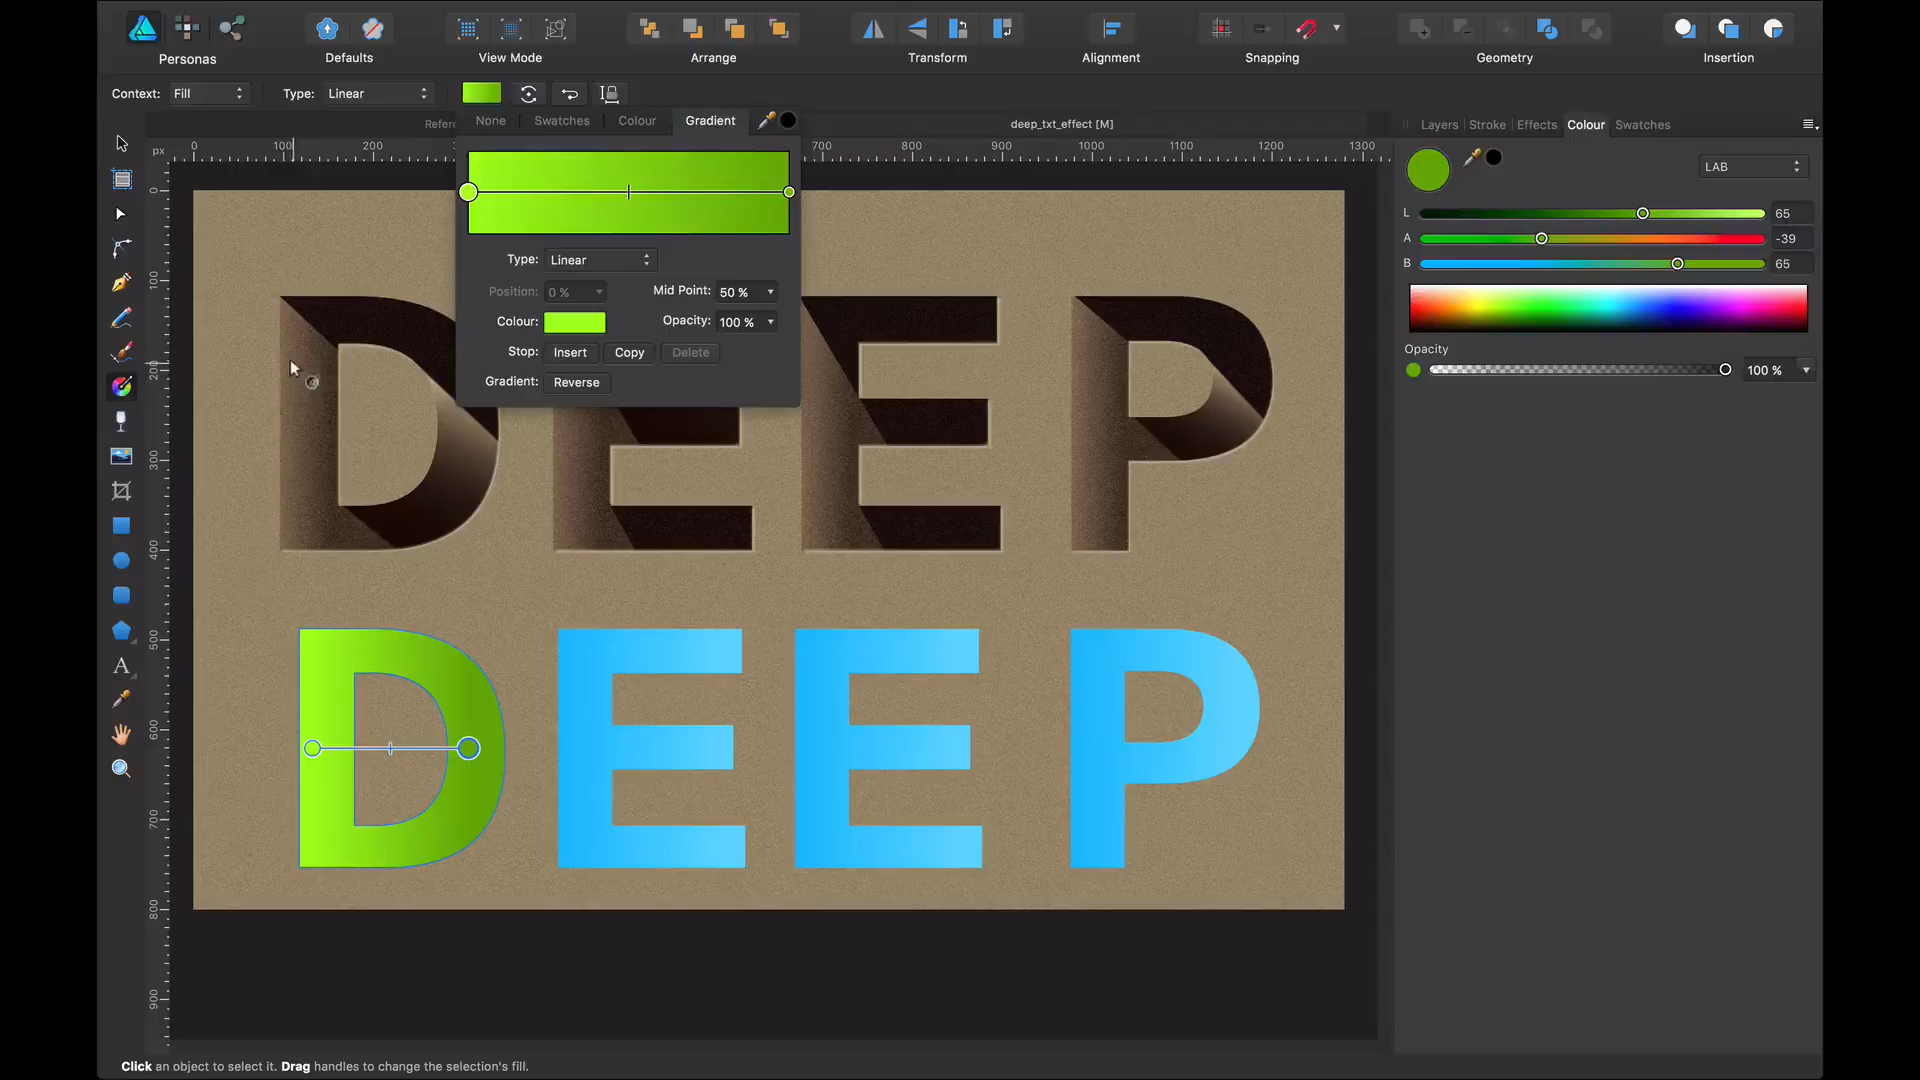 Personas
Defaults
View Mode
Arrange
Transform
Alignment
Snapping
Geometry
Insertion
Context: Fill
Type: Linear
None
Swatches
Colour
Gradient
Refere
deep_txt_effect [M]
Layers
Stroke
Effects
Colour
Swatches
px
0
100
200
700
800
900
1000
1100
1200
1300
LAB
L
65
A
-39
B
65
Type: Linear
Position: 0 %
Mid Point: 50 %
Colour:
Opacity: 100 %
Stop: Insert Copy Delete
Gradient: Reverse
Opacity
100 %
0
100
200
300
400
500
600
700
800
900
DEEP
DEEP
A
Click an object to select it. Drag handles to change the selection's fill.